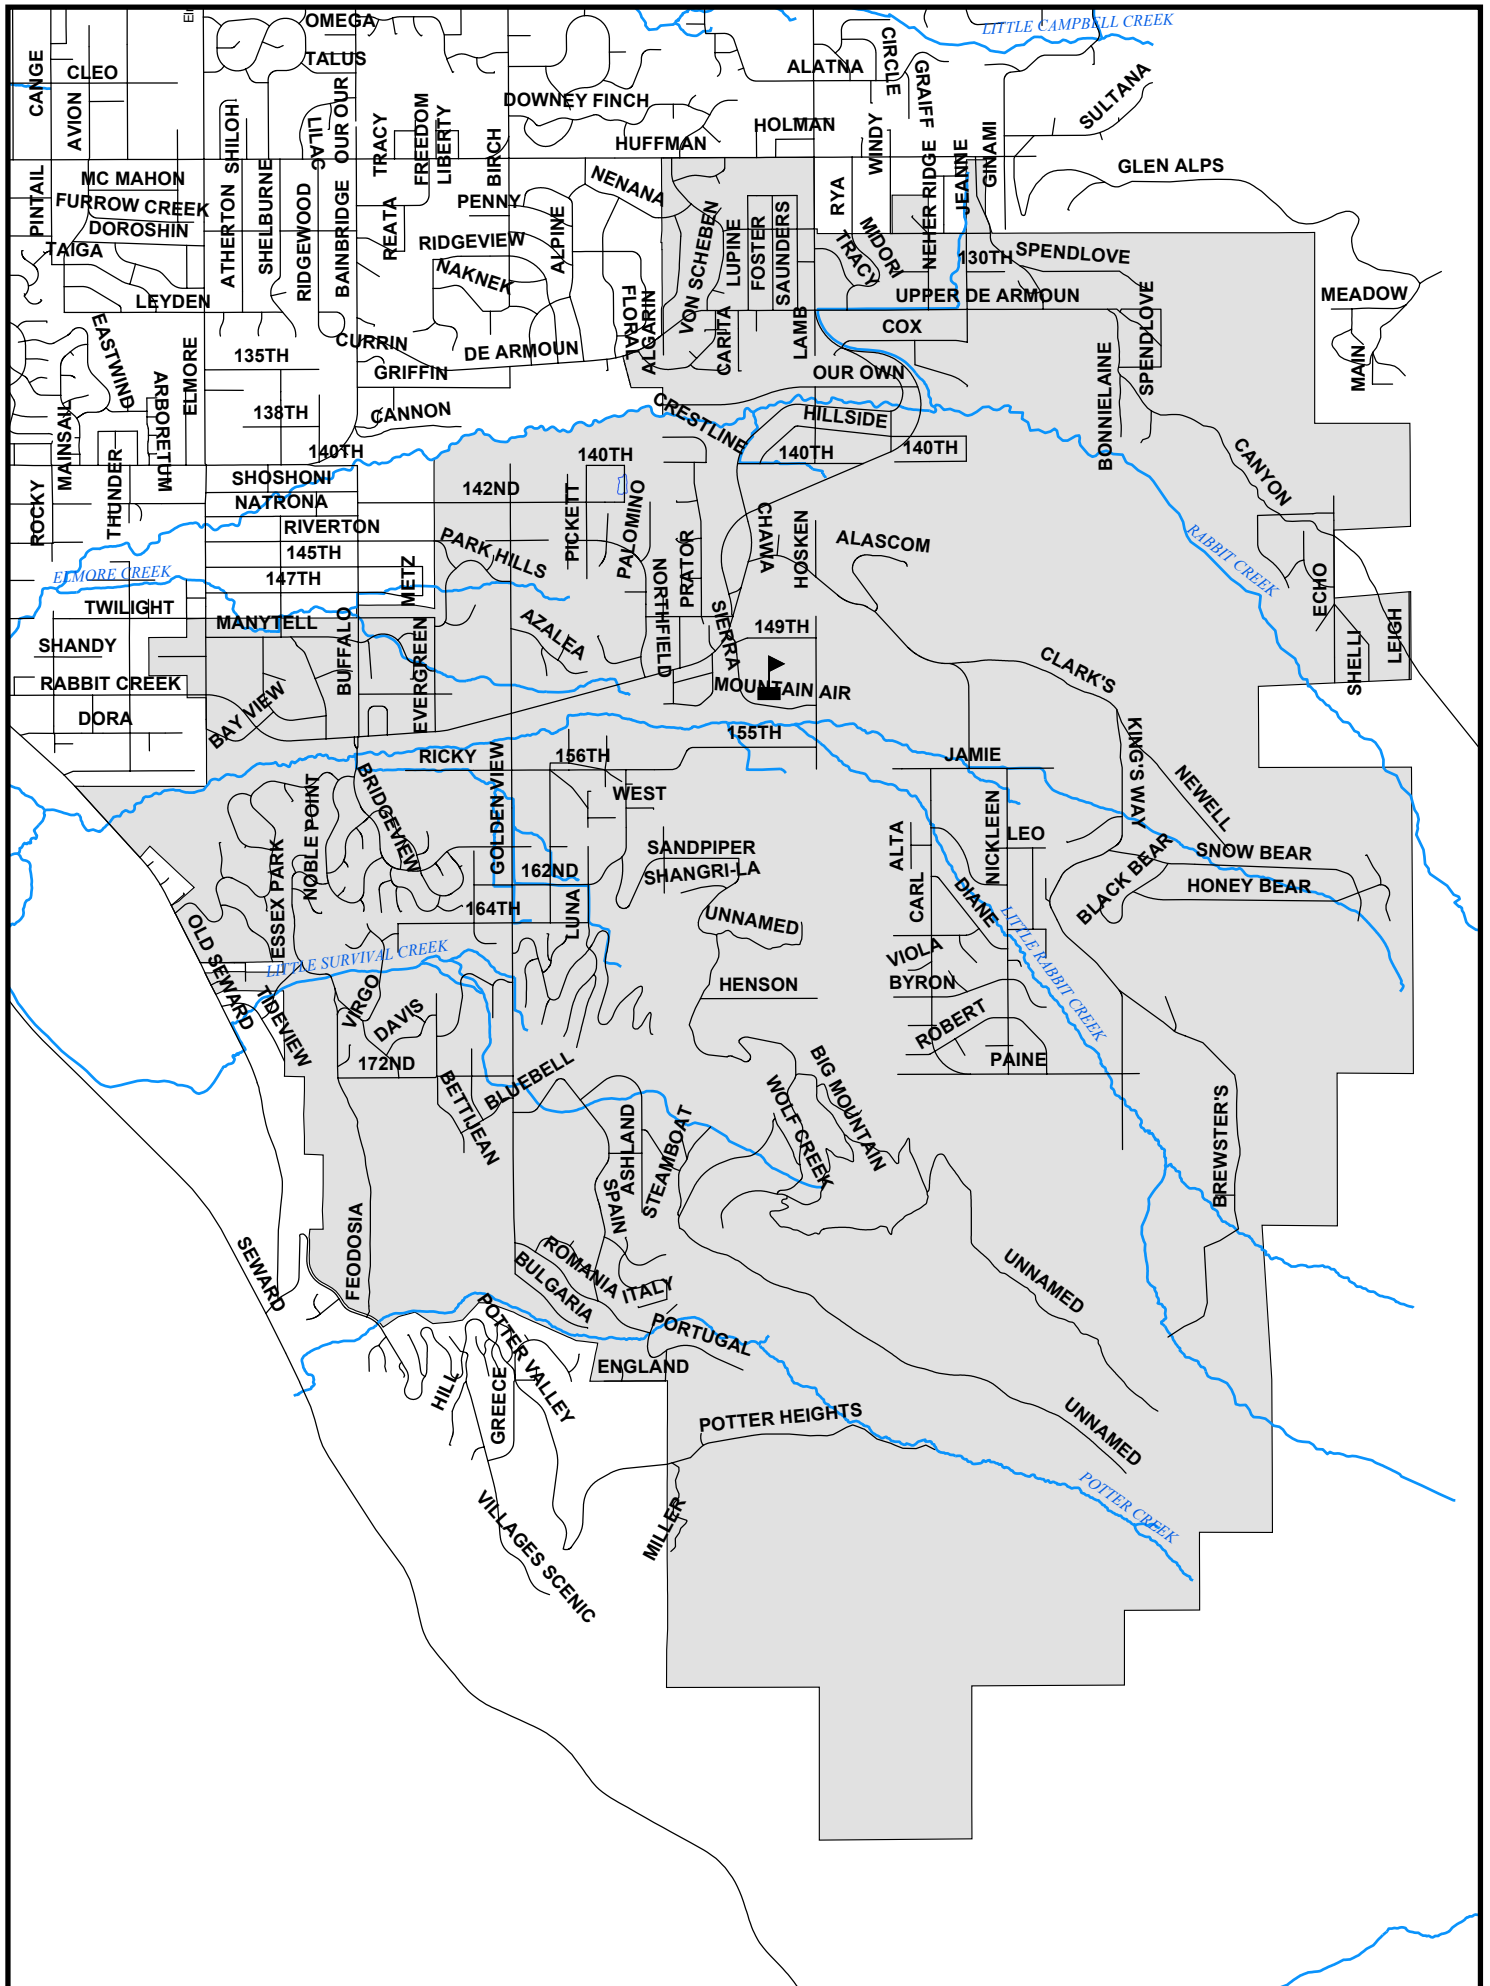 OMEGA
LITTLE CAMPBELL CREEK
TALUS
CIRCLE
ALATNA
CLEO
CANGE
GRAIFF
SULTANA
DOWNEY FINCH
AVION
SHILOH
LILAC
OUR OUR
TRACY
FREEDOM
LIBERTY
BIRCH
HUFFMAN
HOLMAN
WINDY
JEANNE
GINAMI
GLEN ALPS
PINTAIL
MC MAHON
FURROW CREEK
DOROSHIN
TAIGA
LEYDEN
ATHERTON
SHELBURNE
RIDGEWOOD
BAINBRIDGE
REATA
PENNY
RIDGEVIEW
NAKNEK
ALPINE
NENANA
VON SCHEBEN
LUPINE
FOSTER
SAUNDERS
RYA
MIDORI
TRACY
NEHER RIDGE
130TH
SPENDLOVE
UPPER DE ARMOUN
SPENDLOVE
MEADOW
MAIN
EASTWIND
ELMORE
135TH
CURRIN
DE ARMOUN
GRIFFIN
FLORAL
ALGARIN
CARITA
LAMB
COX
OUR OWN
BONNIELAINE
MAINSAIL
ARBORETUM
138TH
CANNON
CRESTLINE
HILLSIDE
140TH
140TH
140TH
140TH
CANYON
ROCKY
THUNDER
SHOSHONI
NATRONA
RIVERTON
145TH
147TH
142ND
PARK HILLS
PICKETT
PALOMINO
PRATOR
NORTHFIELD
CHAWA
HOSKEN
ALASCOM
RABBIT CREEK
ECHO
ELMORE CREEK
TWILIGHT
METZ
MANYTELL
SHANDY
BUFFALO
EVERGREEN
AZALEA
SIERRA
149TH
CLARK'S
SHELLI
LEIGH
RABBIT CREEK
DORA
BAY VIEW
MOUNTAIN AIR
155TH
RICKY
156TH
JAMIE
KING'S WAY
NEWELL
BRIDGEVIEW
NOBLE POINT
GOLDEN VIEW
WEST
NICKLEEN
LEO
ALTA
SANDPIPER
SHANGRI-LA
SNOW BEAR
HONEY BEAR
BLACK BEAR
ESSEX PARK
162ND
164TH
LUNA
UNNAMED
CARL
DIANE
OLD SEWARD
LITTLE SURVIVAL CREEK
LITTLE RABBIT CREEK
VIOLA
BYRON
HENSON
TIDEVIEW
VIRGO
DAVIS
ROBERT
PAINE
172ND
BETTIJEAN
BLUEBELL
BIG MOUNTAIN
WOLF CREEK
ASHLAND
STEAMBOAT
SPAIN
BREWSTER'S
FEODOSIA
SEWARD
ROMANIA
BULGARIA
ITALY
UNNAMED
PORTUGAL
POTTER VALLEY
ENGLAND
HILL
GREECE
POTTER HEIGHTS
UNNAMED
POTTER CREEK
MILLER
VILLAGES SCENIC